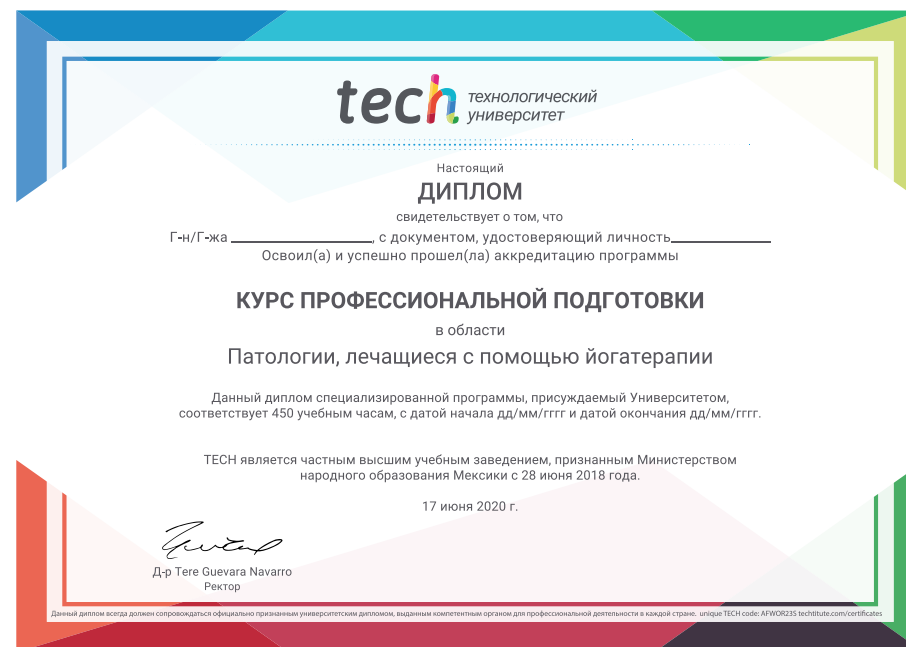 tech технологический
университет
Настоящий
ДИПЛОМ
свидетельствует о том, что
Г-н/Г-жа ____________________, с документом, удостоверяющий личность______________
Освоил(а) и успешно прошел(ла) аккредитацию программы
КУРС ПРОФЕССИОНАЛЬНОЙ ПОДГОТОВКИ
в области
Патологии, лечащиеся с помощью йогатерапии
Данный диплом специализированной программы, присуждаемый Университетом,
соответствует 450 учебным часам, с датой начала дд/мм/гггг и датой окончания дд/мм/гггг.
TECH является частным высшим учебным заведением, признанным Министерством
народного образования Мексики с 28 июня 2018 года.
17 июня 2020 г.
Д-р Tere Guevara Navarro
Ректор
Данный диплом всегда должен сопровождаться официально признанным университетским дипломом, выданным компетентным органом для профессиональной деятельности в каждой стране. unique TECH code: AFWOR23S techtitute.com/certificates